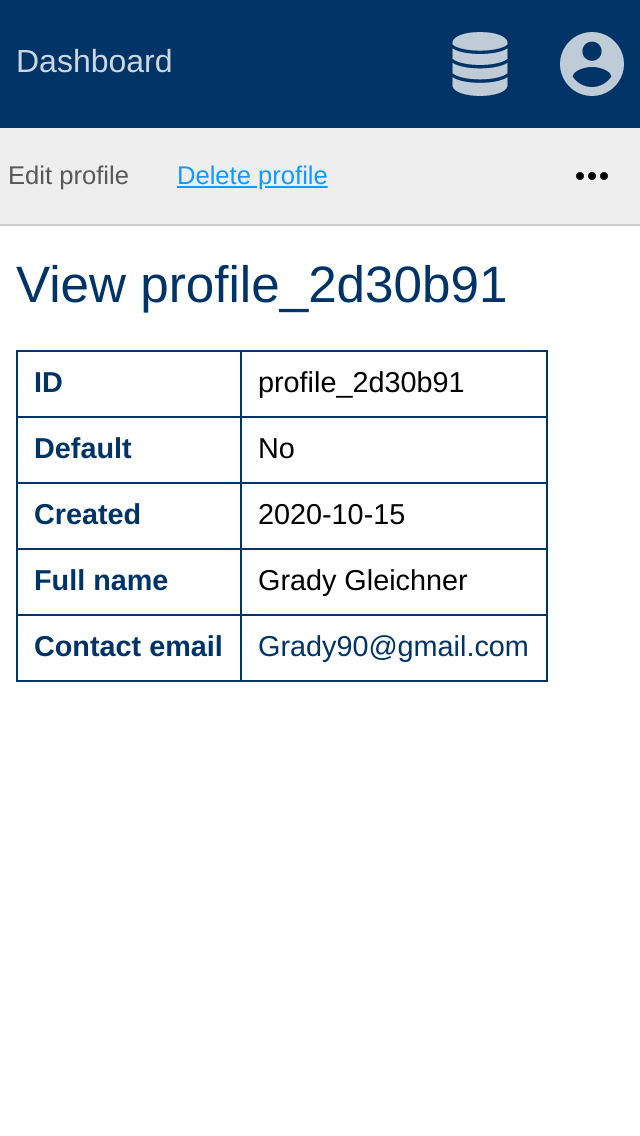 Dashboard
Edit profile Delete profile
View profile_2d30b91
ID profile_2d30b91
Default No
Created 2020-10-15
Full name Grady Gleichner
Contact email Grady90@gmail.com